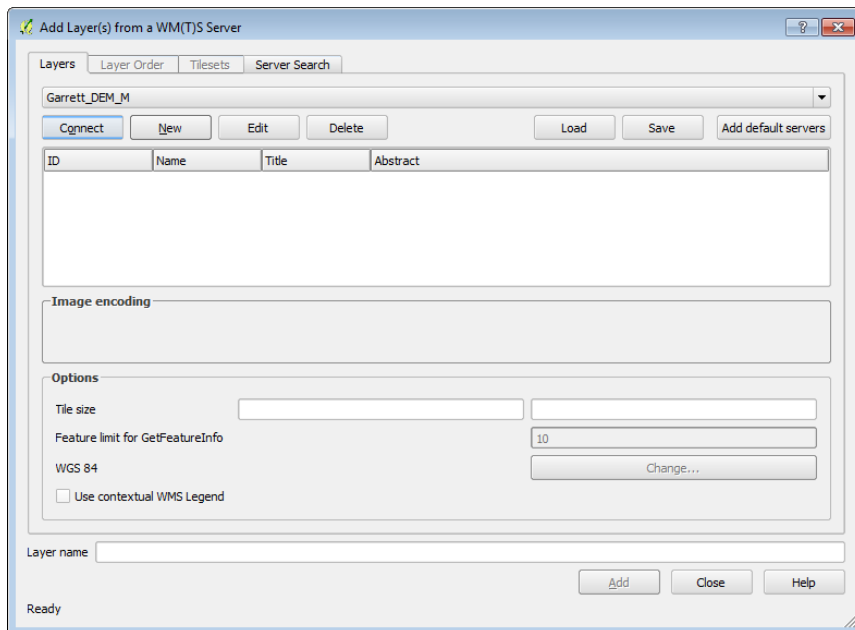 Add Layer(s) from a WM(T)S Server
Layers Layer Order Tilesets Server Search
Garrett_DEM_M
Connect New Edit Delete Load Save Add default servers
ID Name Title Abstract
Image encoding
Options
Tile size
Feature limit for GetFeatureInfo 10
WGS 84 Change...
Use contextual WMS Legend
Layer name
Add Close Help
Ready